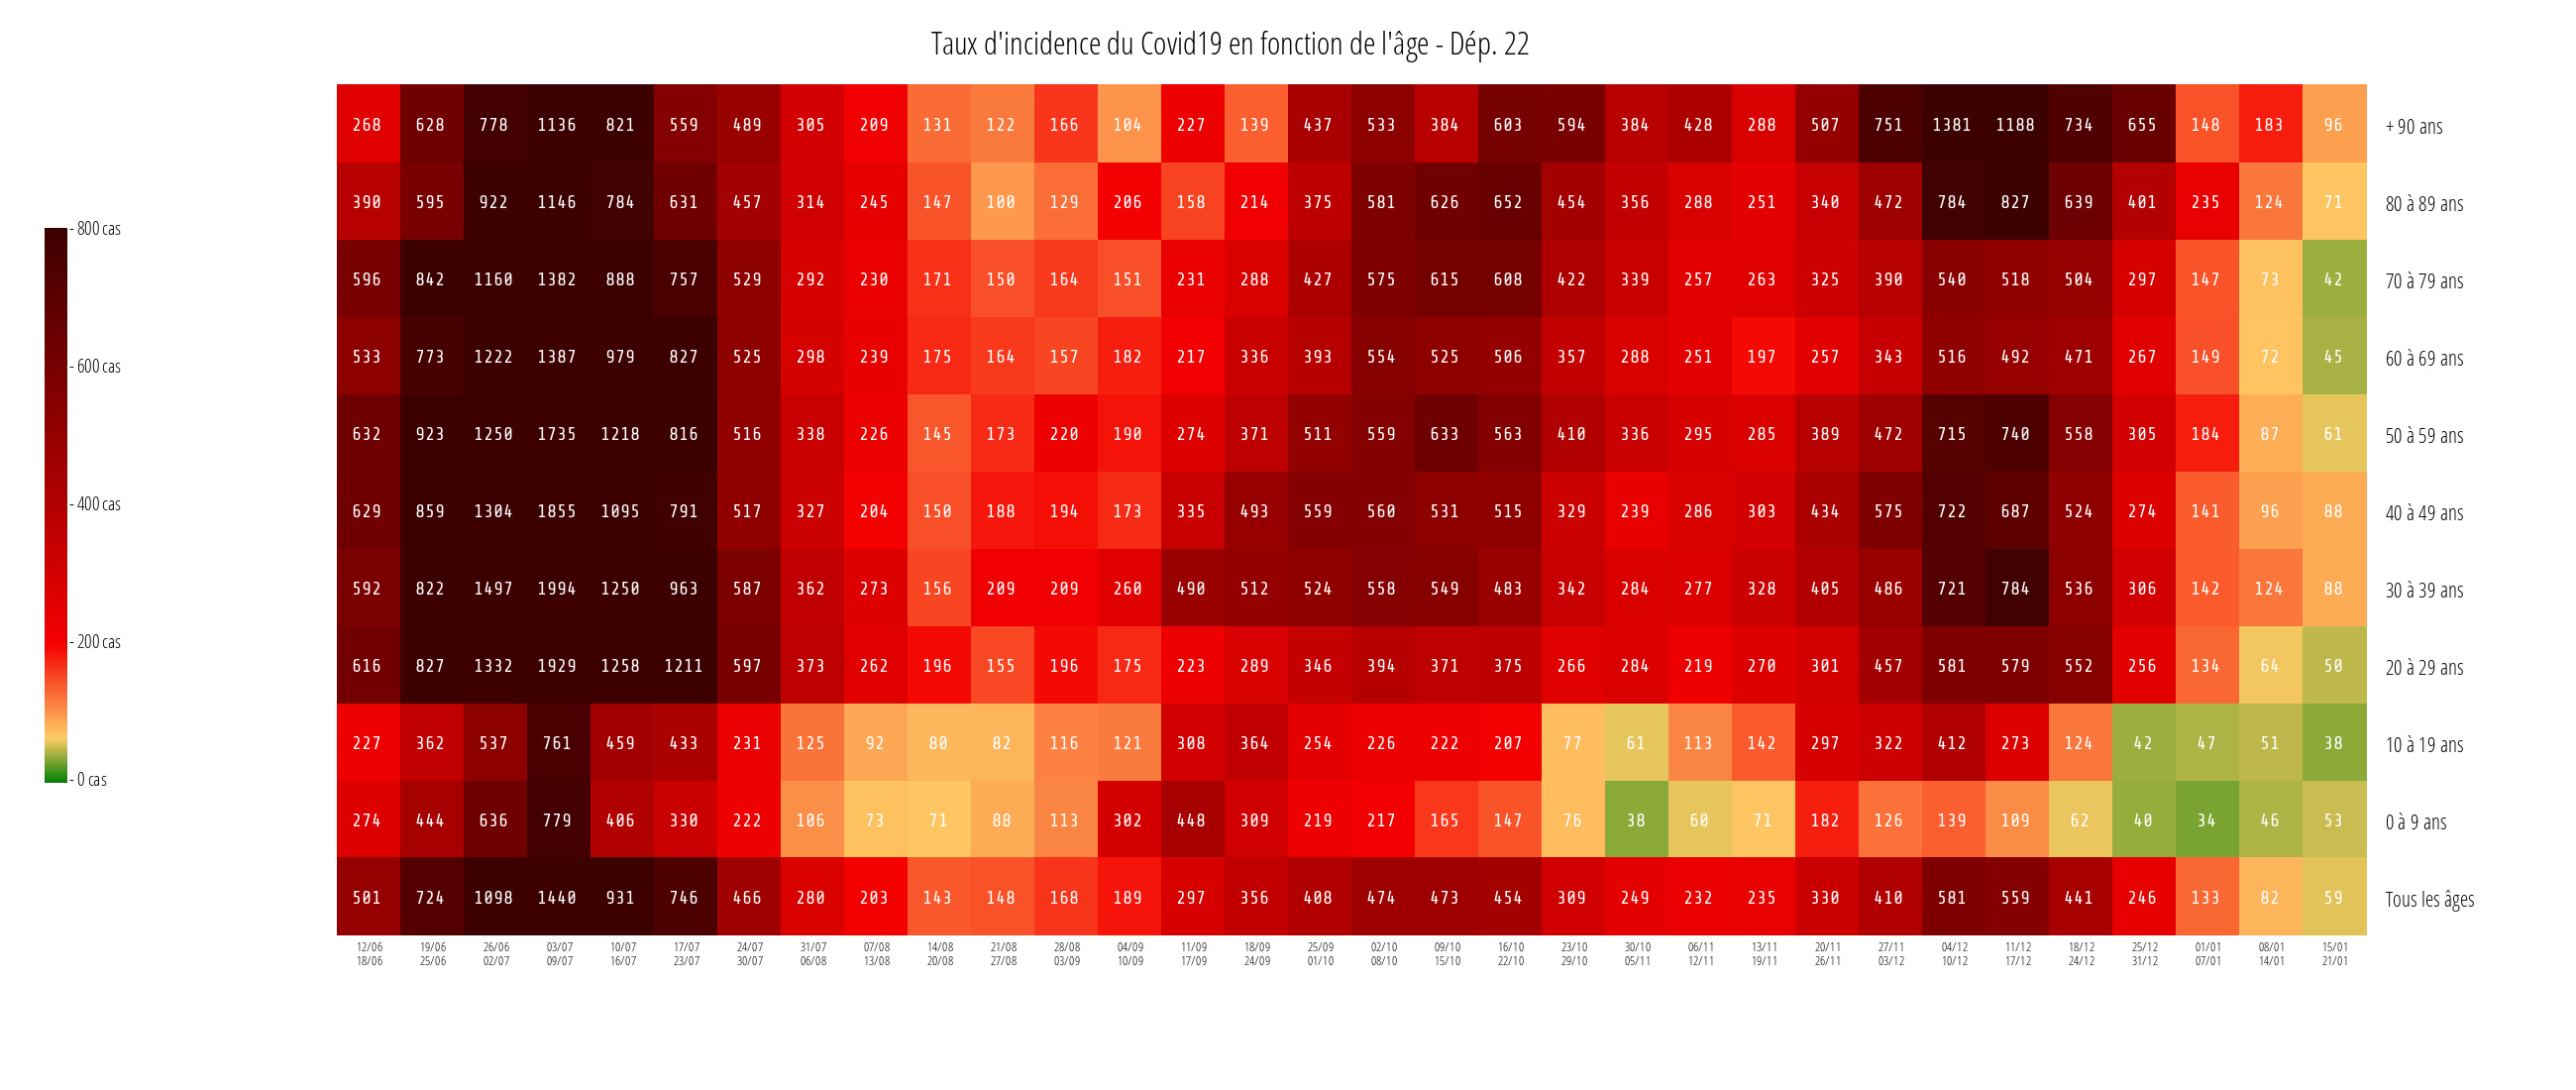 Taux d'incidence du Covid19 en fonction de l'âge - Dép. 22
268 628 778 1136 821 559 489 305 209 131 122 166 104 227 139 437 533 384 603 594 384 428 288 507 751 1381 1188 734 655 148 183 96 + 90 ans
390 595 922 1146 784 631 457 314 245 147 100 129 206 158 214 375 581 626 652 454 356 288 251 340 472 784 827 639 401 235 124 71 80 à 89 ans
596 842 1160 1382 888 757 529 292 230 171 150 164 151 231 288 427 575 615 608 422 339 257 263 325 390 540 518 504 297 147 73 42 70 à 79 ans
533 773 1222 1387 979 827 525 298 239 175 164 157 182 217 336 393 554 525 506 357 288 251 197 257 343 516 492 471 267 149 72 45 60 à 69 ans
632 923 1250 1735 1218 816 516 338 226 145 173 220 190 274 371 511 559 633 563 410 336 295 285 389 472 715 740 558 305 184 87 61 50 à 59 ans
629 859 1304 1855 1095 791 517 327 204 150 188 194 173 335 493 559 560 531 515 329 239 286 303 434 575 722 687 524 274 141 96 88 40 à 49 ans
592 822 1497 1994 1250 963 587 362 273 156 209 209 260 490 512 524 558 549 483 342 284 277 328 405 486 721 784 536 306 142 124 88 30 à 39 ans
616 827 1332 1929 1258 1211 597 373 262 196 155 196 175 223 289 346 394 371 375 266 284 219 270 301 457 581 579 552 256 134 64 50 20 à 29 ans
227 362 537 761 459 433 231 125 92 80 82 116 121 308 364 254 226 222 207 77 61 113 142 297 322 412 273 124 42 47 51 38 10 à 19 ans
274 444 636 779 406 330 222 106 73 71 88 113 302 448 309 219 217 165 147 76 38 60 71 182 126 139 109 62 40 34 46 53 0 à 9 ans
501 724 1098 1440 931 746 466 280 203 143 148 168 189 297 356 408 474 473 454 309 249 232 235 330 410 581 559 441 246 133 82 59 Tous les âges
12/06 19/06 26/06 03/07 10/07 17/07 24/07 31/07 07/08 14/08 21/08 28/08 04/09 11/09 18/09 25/09 02/10 09/10 16/10 23/10 30/10 06/11 13/11 20/11 27/11 04/12 11/12 18/12 25/12 01/01 08/01 15/01
18/06 25/06 02/07 09/07 16/07 23/07 30/07 06/08 13/08 20/08 27/08 03/09 10/09 17/09 24/09 01/10 08/10 15/10 22/10 29/10 05/11 12/11 19/11 26/11 03/12 10/12 17/12 24/12 31/12 07/01 14/01 21/01
- 800 cas
- 600 cas
- 400 cas
- 200 cas
- 0 cas